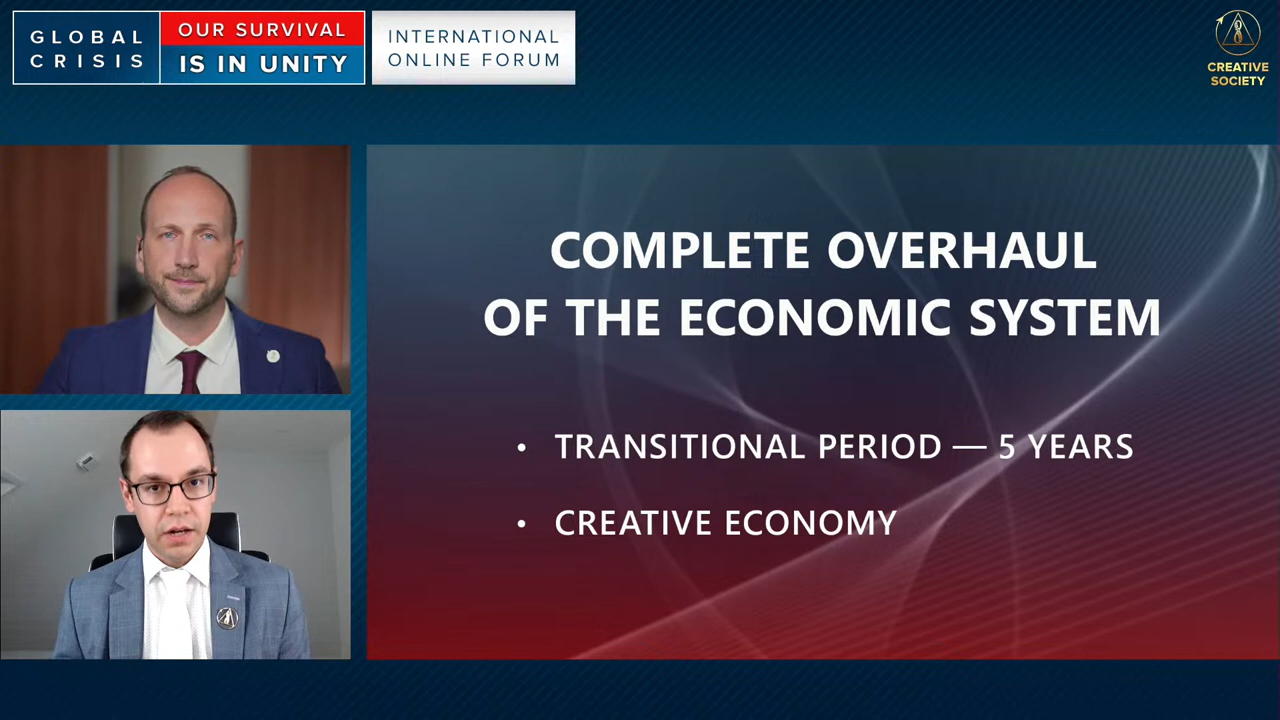 GLOBAL
CRISIS
OUR SURVIVAL
IS IN UNITY
INTERNATIONAL
ONLINE FORUM
CREATIVE
SOCIETY
COMPLETE OVERHAUL
OF THE ECONOMIC SYSTEM
• TRANSITIONAL PERIOD — 5 YEARS
• CREATIVE ECONOMY